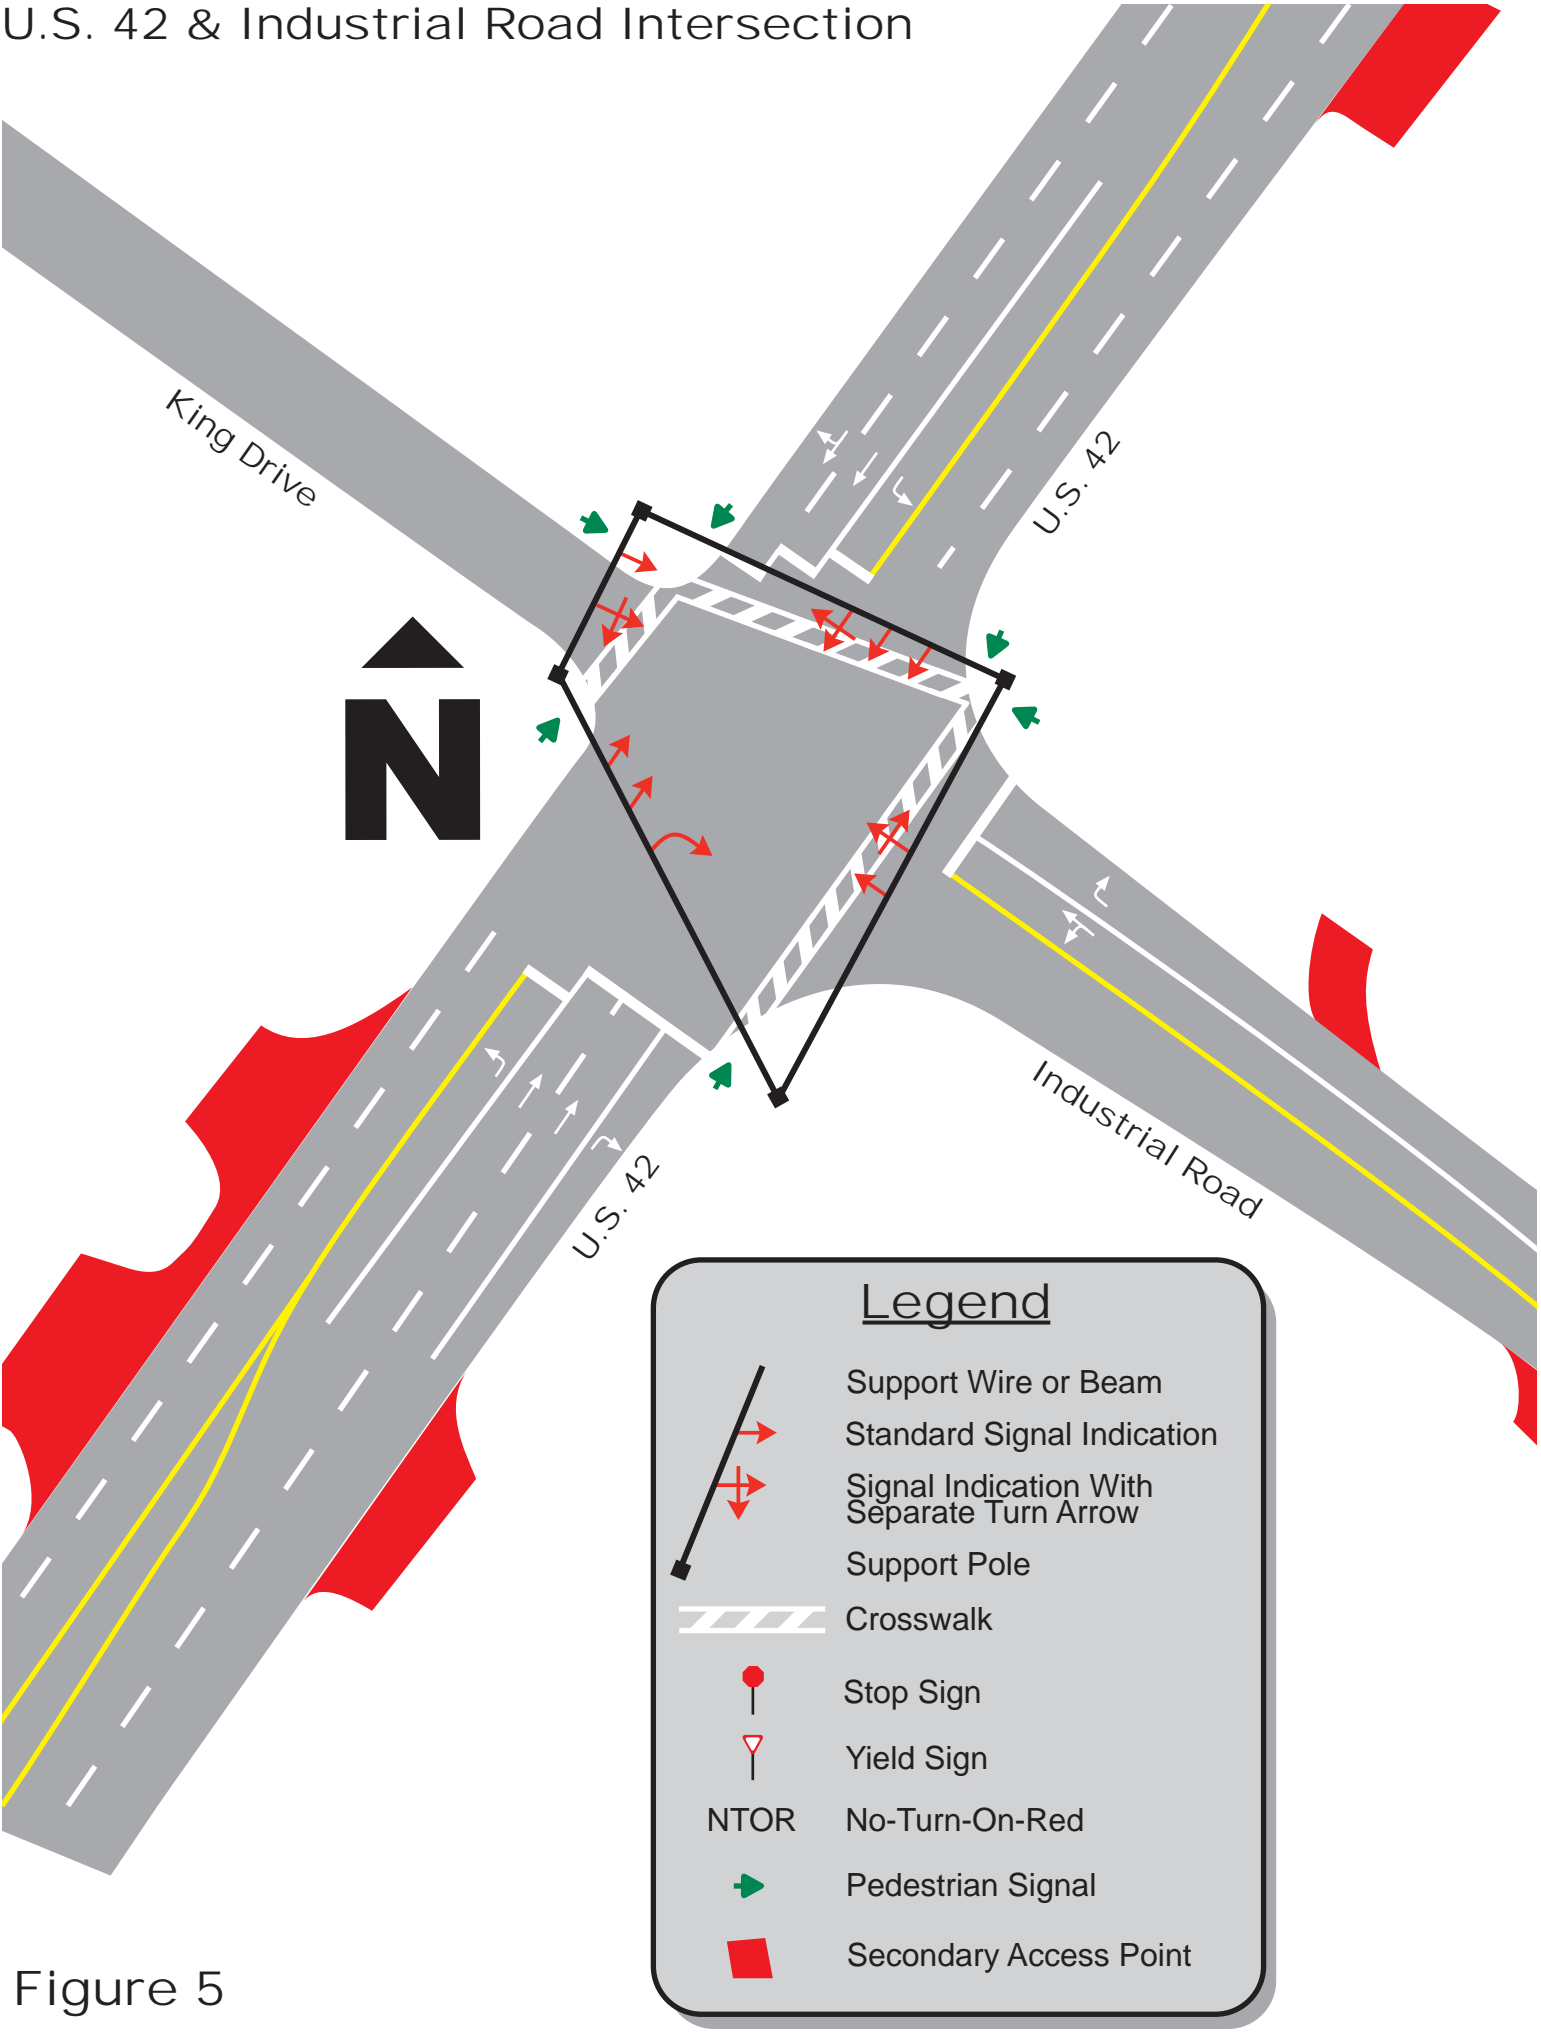 U.S. 42 & Industrial Road Intersection
King Drive
U.S. 42
N
Industrial Road
U.S. 42
Legend
Support Wire or Beam
Standard Signal Indication
Signal Indication With
Separate Turn Arrow
Support Pole
Crosswalk
Stop Sign
Yield Sign
NTOR No-Turn-On-Red
Pedestrian Signal
Secondary Access Point
Figure 5